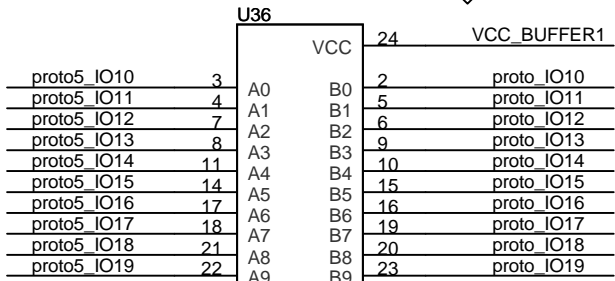 U36
VCC 24 VCC_BUFFER1
proto5_IO10 3 A0 B0 2 proto_IO10
proto5_IO11 4 A1 B1 5 proto_IO11
proto5_IO12 7 A2 B2 6 proto_IO12
proto5_IO13 8 A3 B3 9 proto_IO13
proto5_IO14 11 A4 B4 10 proto_IO14
proto5_IO15 14 A5 B5 15 proto_IO15
proto5_IO16 17 A6 B6 16 proto_IO16
proto5_IO17 18 A7 B7 19 proto_IO17
proto5_IO18 21 A8 B8 20 proto_IO18
proto5_IO19 22 A9 B9 23 proto_IO19